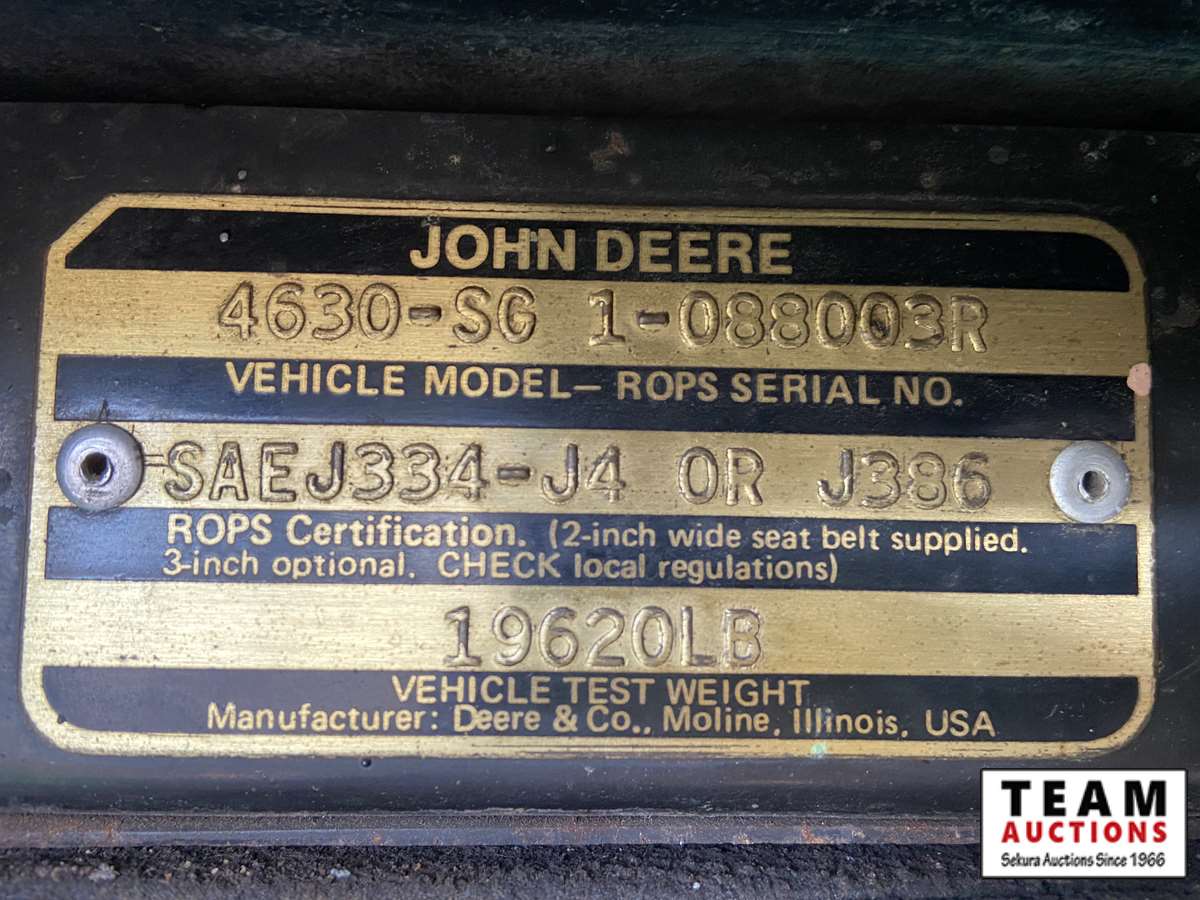 JOHN DEERE
4630-SG 1-088003R
VEHICLE MODEL— ROPS SERIAL NO.
SAEJ334-J4 OR J386
ROPS Certification. (2-inch wide seat belt supplied.
3-inch optional. CHECK local regulations)
19620LB
VEHICLE TEST WEIGHT
Manufacturer: Deere & Co., Moline, Illinois, USA
TEAM
AUCTIONS
Sekura Auctions Since 1966